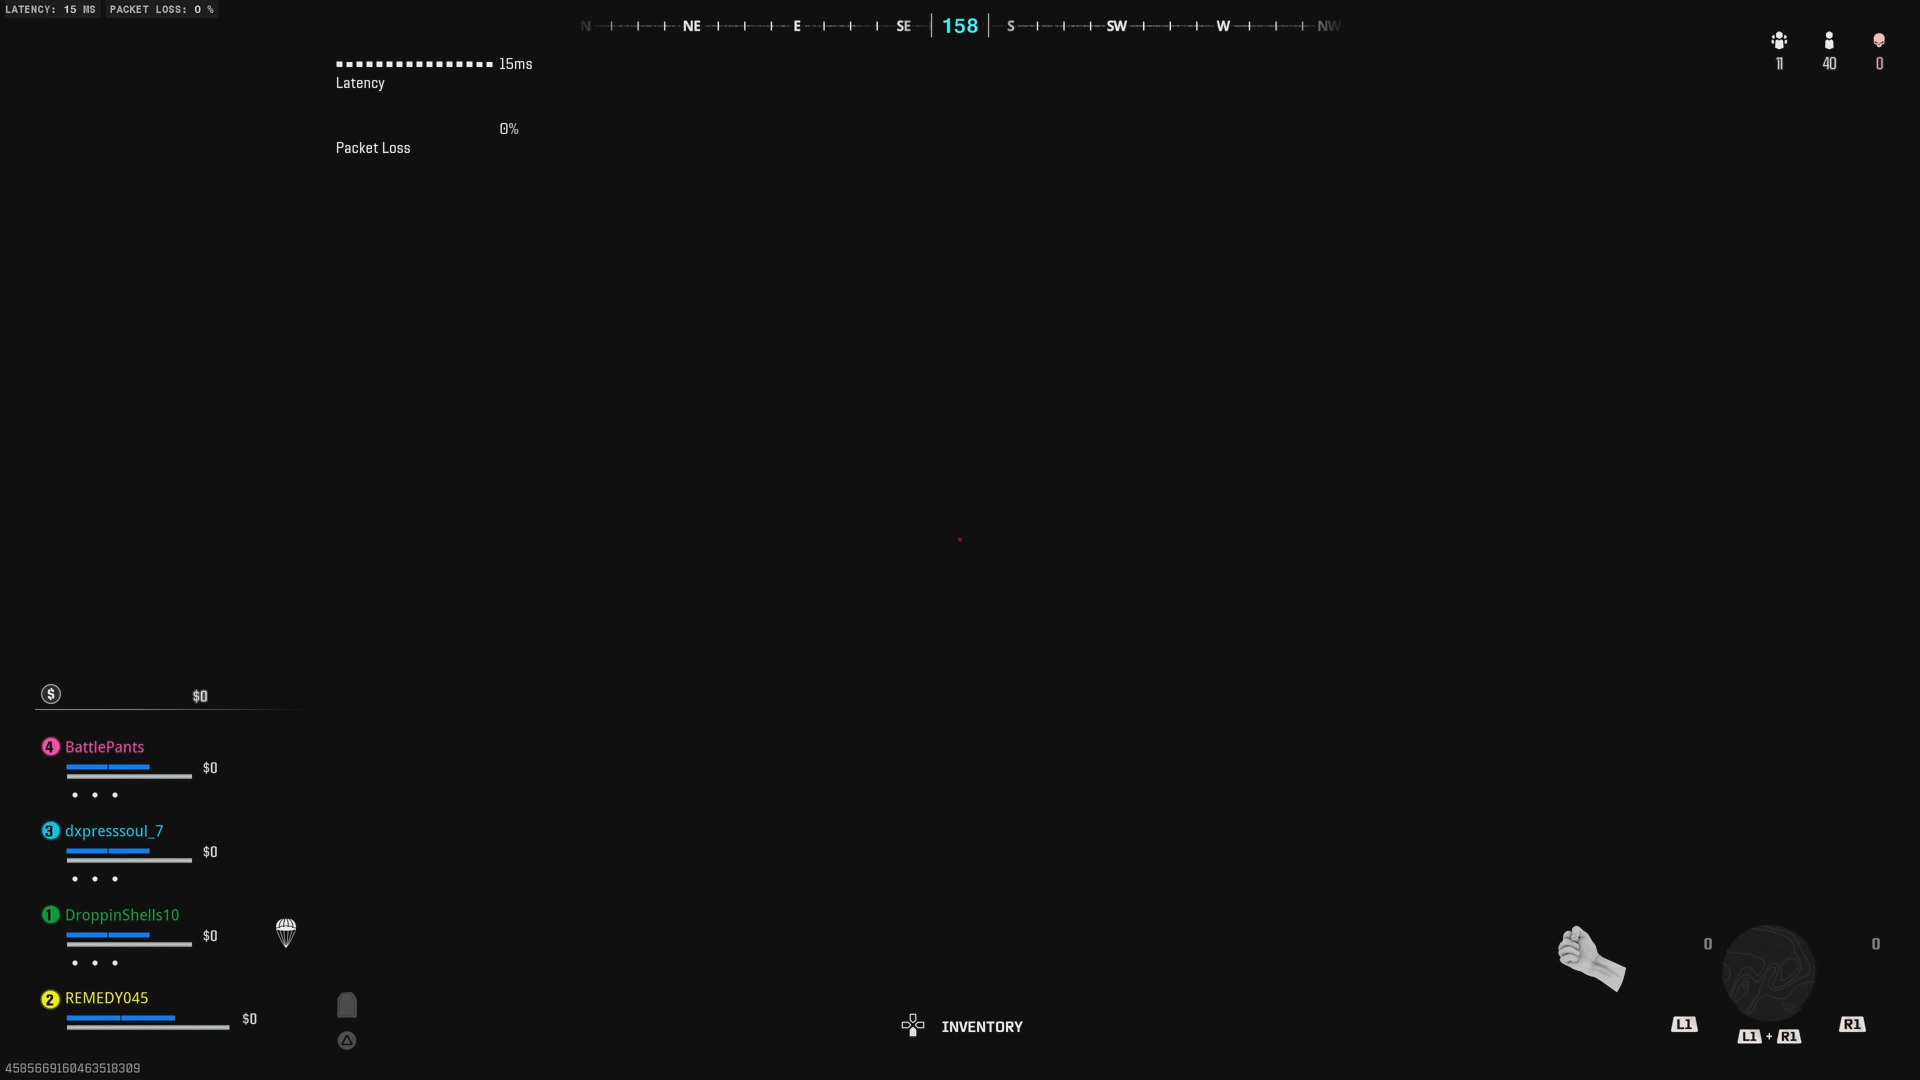 LATENCY: 15 MS PACKET LOSS: 0 %
N NE E SE 158 S SW W NW
15ms
Latency
0%
Packet Loss
11 40 0
$ $0
4 BattlePants
$0
3 dxpresssoul_7
$0
1 DroppinShells10
$0
2 REMEDY045
$0
INVENTORY
0 0
L1 L1 + R1 R1
4585669160463518309